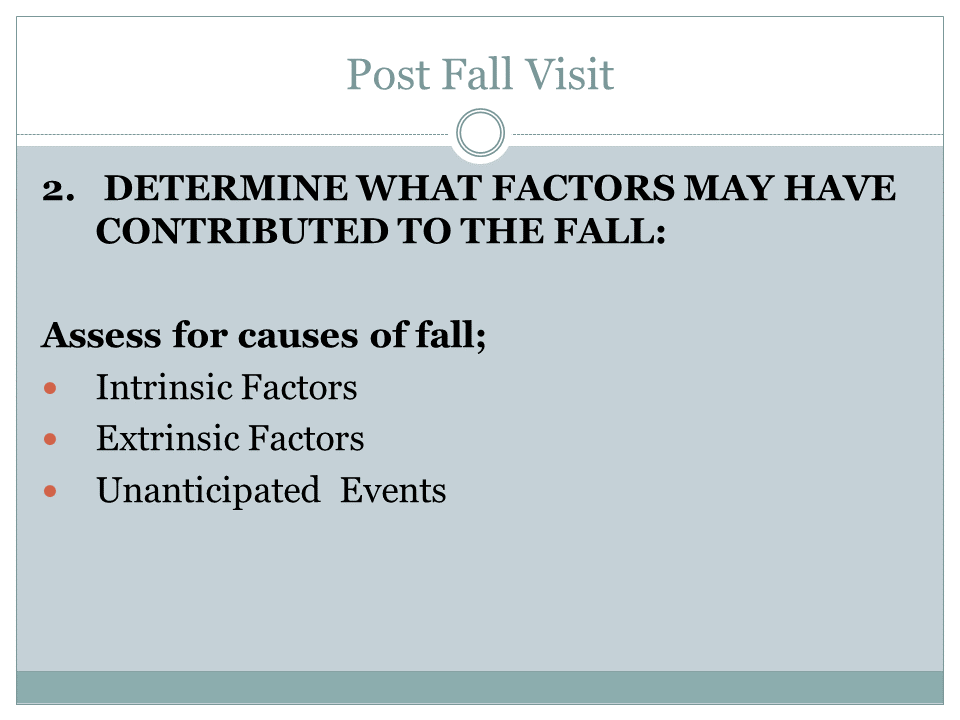 Post Fall Visit
2. DETERMINE WHAT FACTORS MAY HAVE
CONTRIBUTED TO THE FALL:
Assess for causes of fall;
• Intrinsic Factors
• Extrinsic Factors
• Unanticipated Events